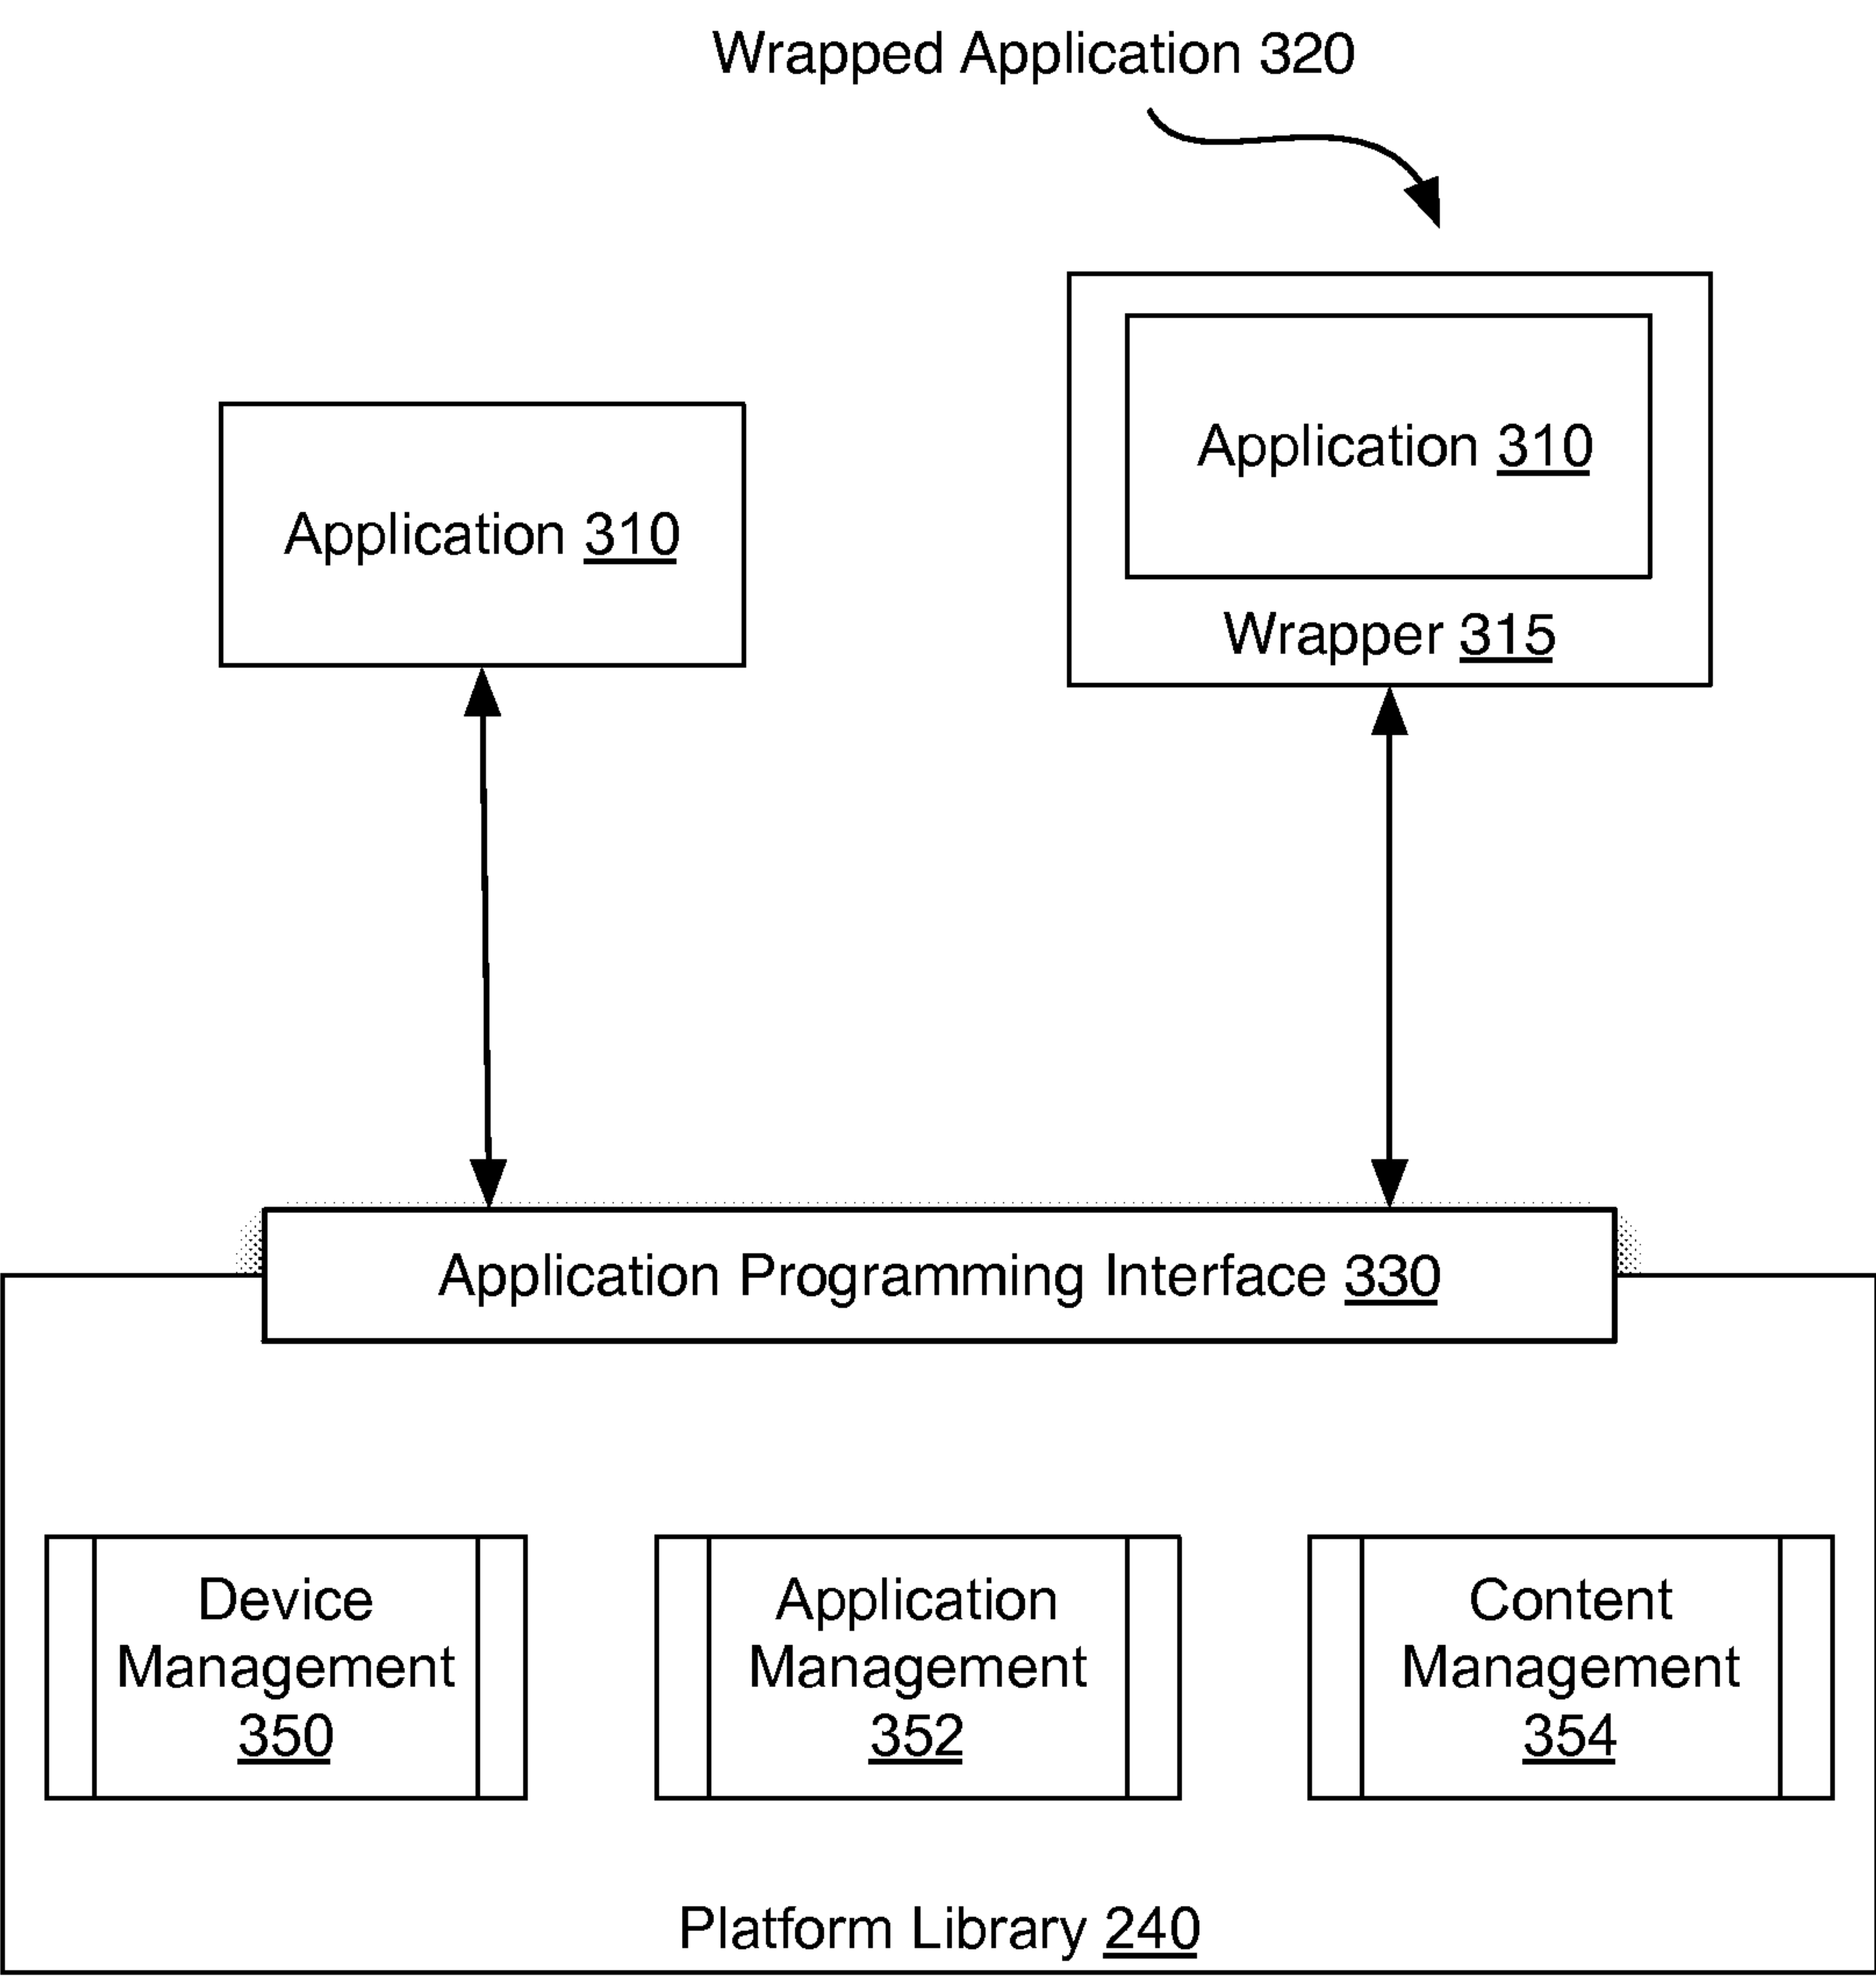 Wrapped Application 320
Application 310
Application 310
Wrapper 315
Application Programming Interface 330
Device
Management
350
Application
Management
352
Content
Management
354
Platform Library 240